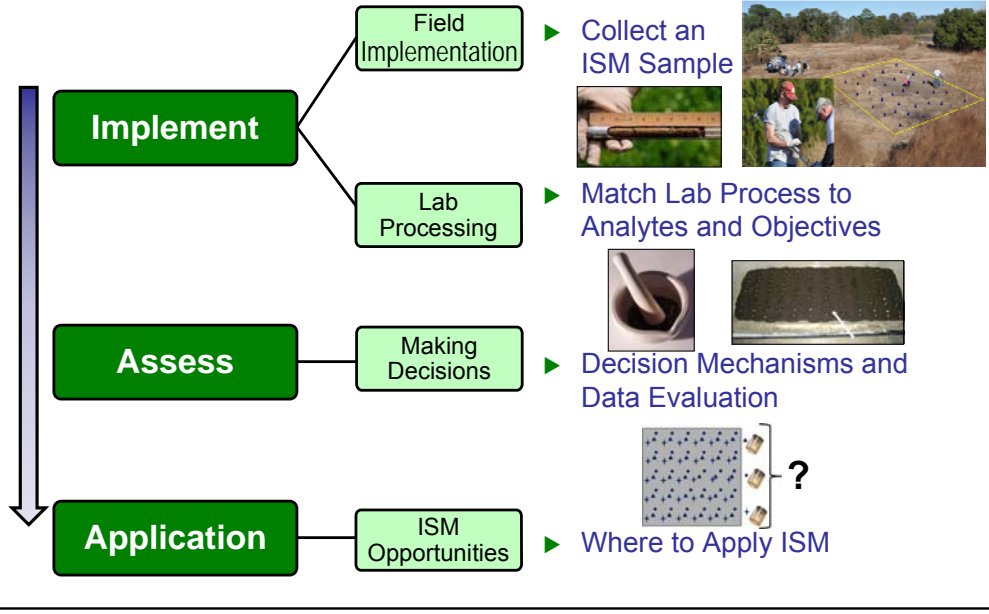 Implement
Field
Implementation
Collect an
ISM Sample
Lab
Processing
Match Lab Process to
Analytes and Objectives
Assess
Making
Decisions
Decision Mechanisms and
Data Evaluation
?
Application
ISM
Opportunities
Where to Apply ISM